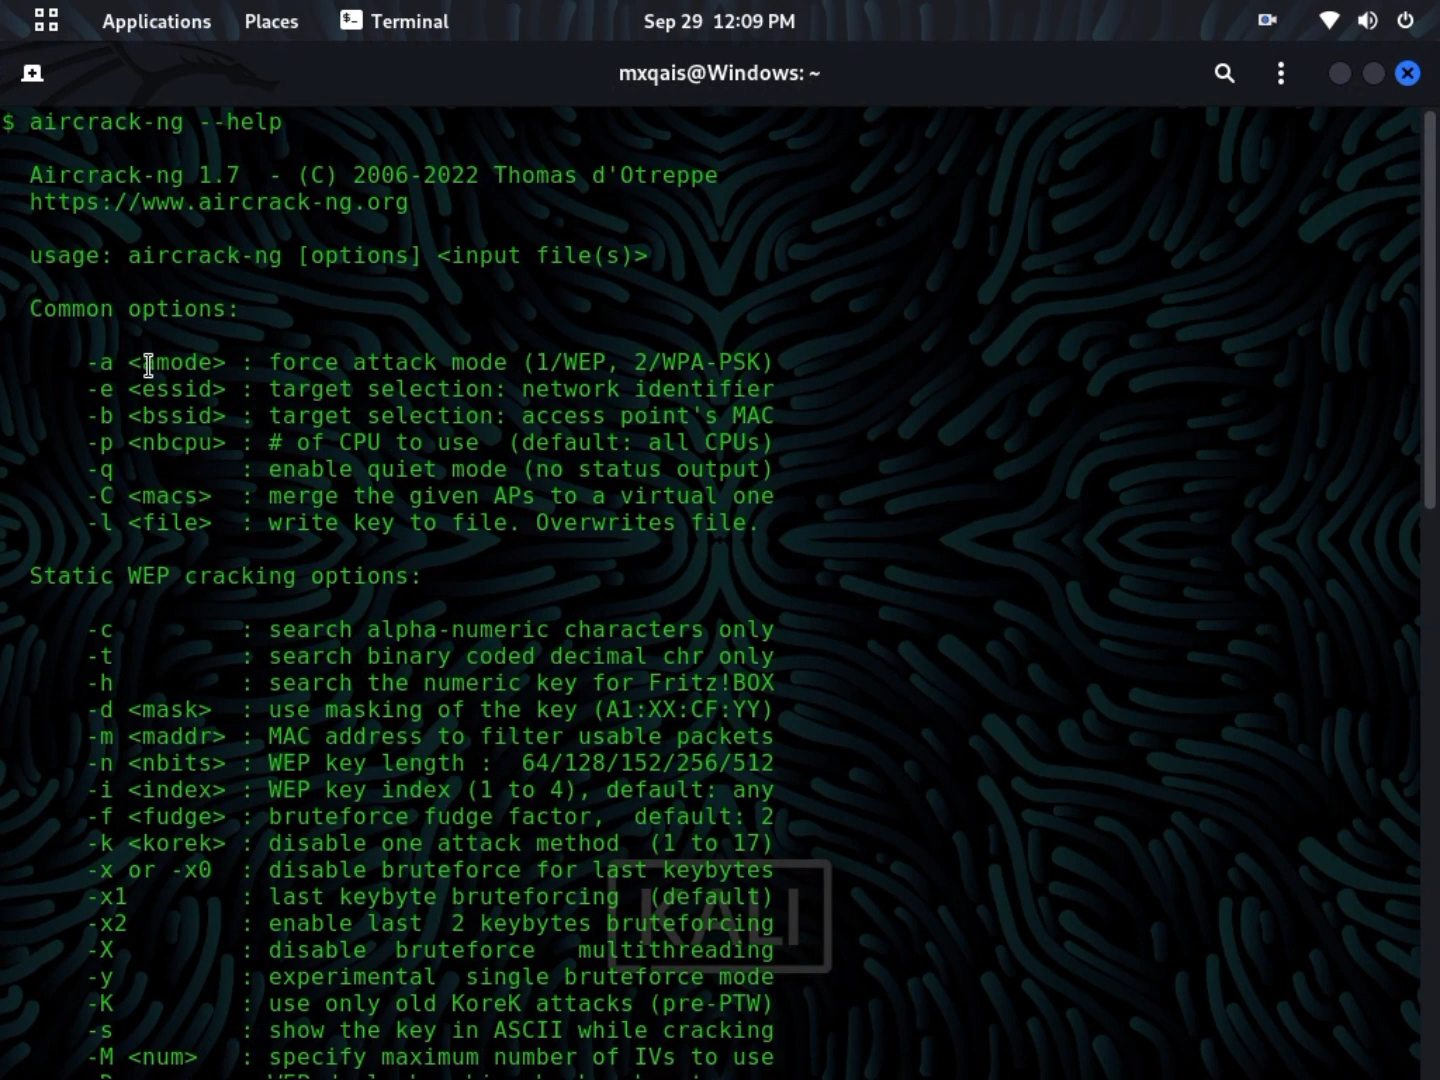 Applications Places Terminal Sep 29 12:09 PM
mxqais@Windows: ~
$ aircrack-ng --help
Aircrack-ng 1.7 - (C) 2006-2022 Thomas d'Otreppe
https://www.aircrack-ng.org
usage: aircrack-ng [options] <input file(s)>
Common options:
-a <amode> : force attack mode (1/WEP, 2/WPA-PSK)
-e <essid> : target selection: network identifier
-b <bssid> : target selection: access point's MAC
-p <nbcpu> : # of CPU to use (default: all CPUs)
-q : enable quiet mode (no status output)
-C <macs> : merge the given APs to a virtual one
-l <file> : write key to file. Overwrites file.
Static WEP cracking options:
-c : search alpha-numeric characters only
-t : search binary coded decimal chr only
-h : search the numeric key for Fritz!BOX
-d <mask> : use masking of the key (A1:XX:CF:YY)
-m <maddr> : MAC address to filter usable packets
-n <nbits> : WEP key length : 64/128/152/256/512
-i <index> : WEP key index (1 to 4), default: any
-f <fudge> : bruteforce fudge factor, default: 2
-k <korek> : disable one attack method (1 to 17)
-x or -x0 : disable bruteforce for last keybytes
-x1 : last keybyte bruteforcing (default)
-x2 : enable last 2 keybytes bruteforcing
-X : disable bruteforce multithreading
-y : experimental single bruteforce mode
-K : use only old KoreK attacks (pre-PTW)
-s : show the key in ASCII while cracking
-M <num> : specify maximum number of IVs to use
KALI